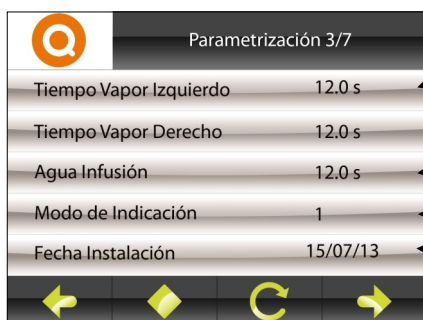 Parametrización 3/7
Tiempo Vapor Izquierdo 12.0 s
Tiempo Vapor Derecho 12.0 s
Agua Infusión 12.0 s
Modo de Indicación 1
Fecha Instalación 15/07/13